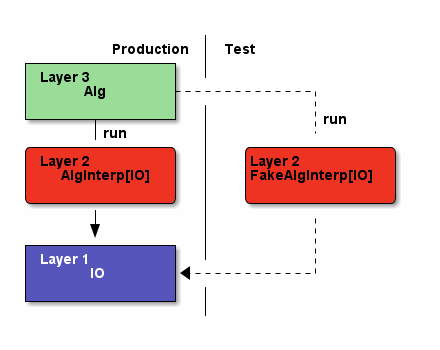 Production
Test
Layer 3
Alg
run
run
Layer 2
AlgInterp[IO]
Layer 2
FakeAlgInterp[IO]
Layer 1
IO